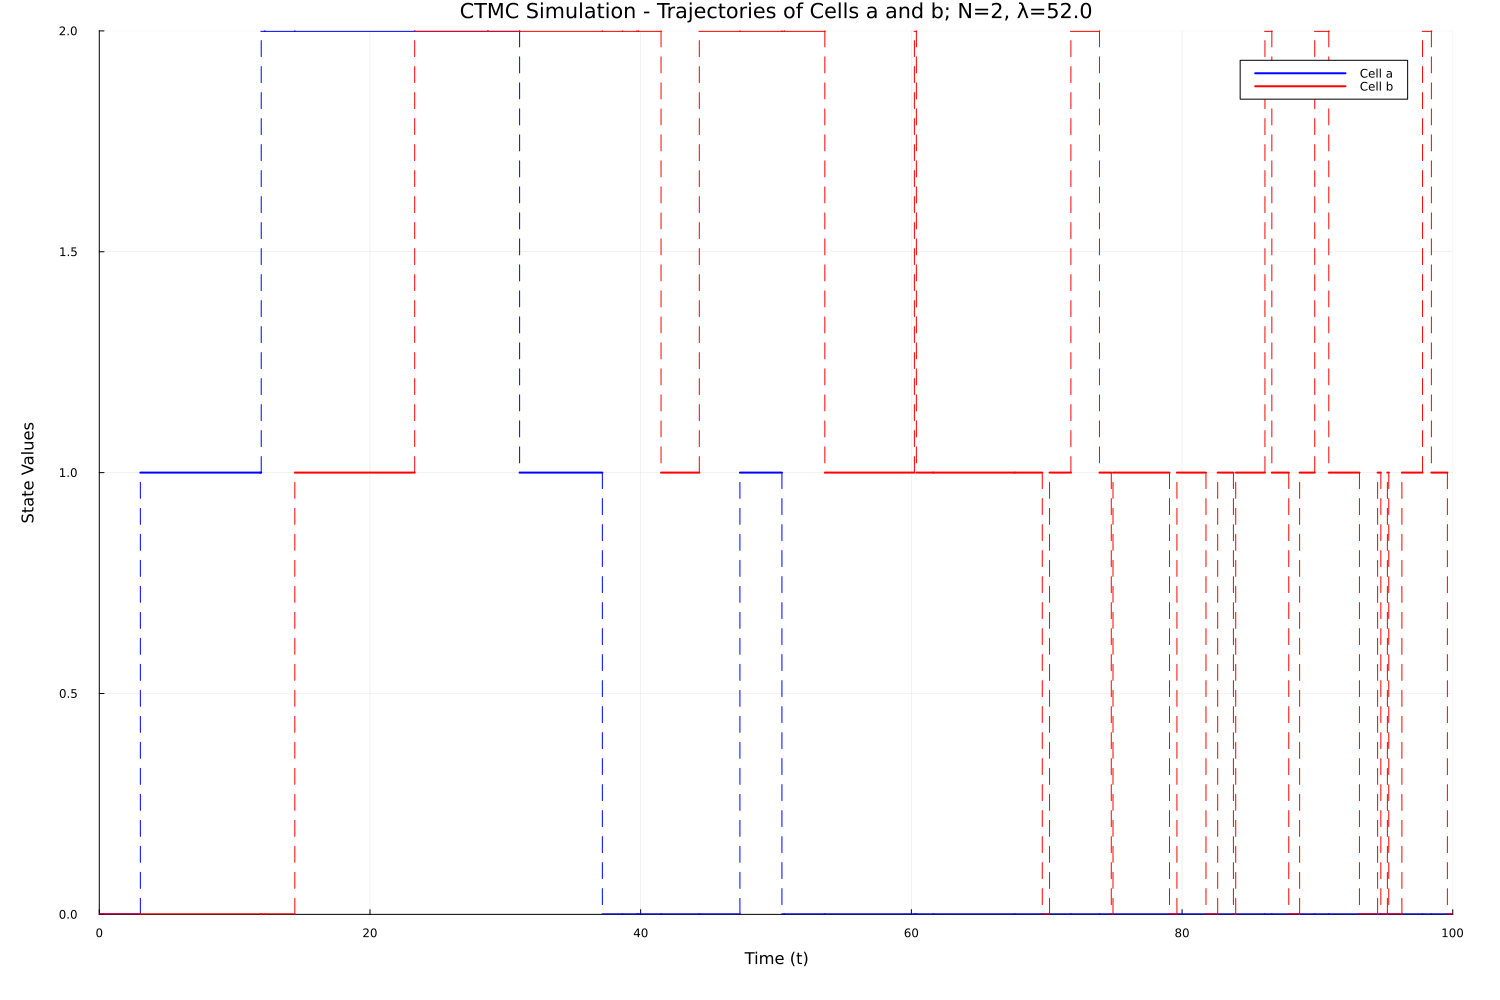 CTMC Simulation - Trajectories of Cells a and b; N=2, λ=52.0
2.0
1.5
1.0
0.5
0.0
State Values
Cell a
Cell b
0 20 40 60 80 100
Time (t)